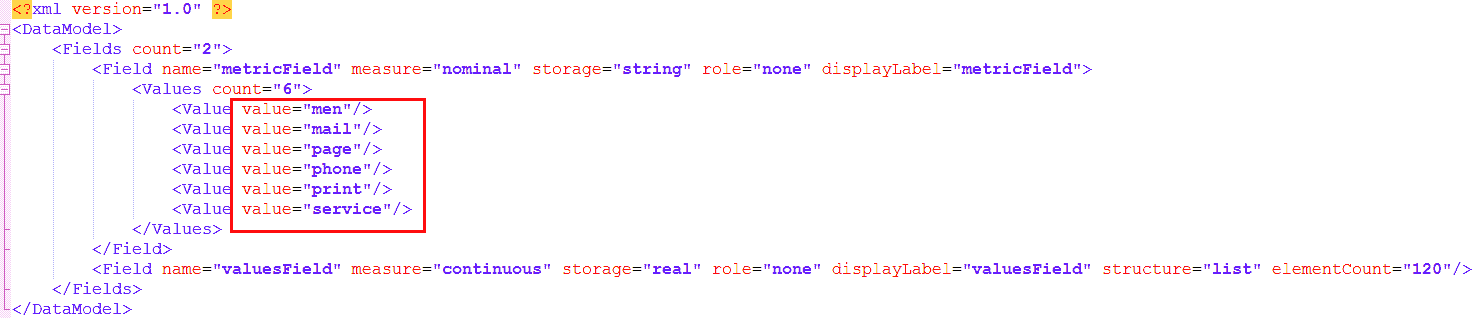 <?xml version="1.0" ?>
<DataModel>
<Fields count="2">
<Field name="metricField" measure="nominal" storage="string" role="none" displayLabel="metricField">
<Values count="6">
<Value value="men"/>
<Value value="mail"/>
<Value value="page"/>
<Value value="phone"/>
<Value value="print"/>
<Value value="service"/>
</Values>
</Field>
<Field name="valuesField" measure="continuous" storage="real" role="none" displayLabel="valuesField" structure="list" elementCount="120"/>
</Fields>
</DataModel>